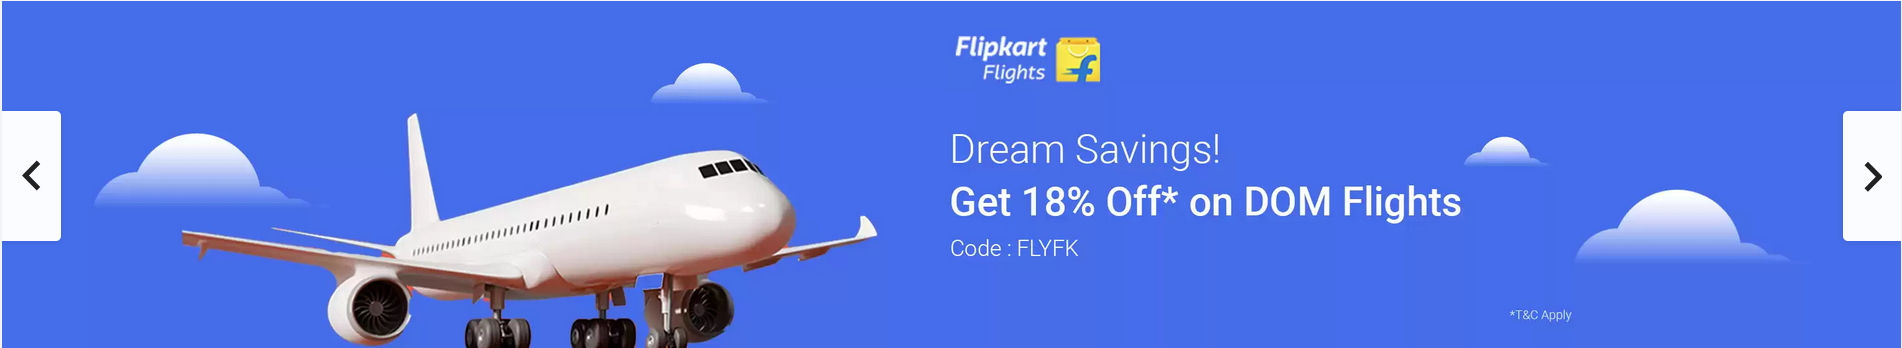 Flipkart
Flights
Dream Savings!
Get 18% Off* on DOM Flights
Code : FLYFK
*T&C Apply